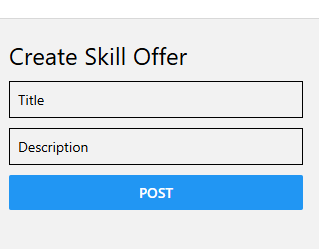 Create Skill Offer
Title
Description
POST